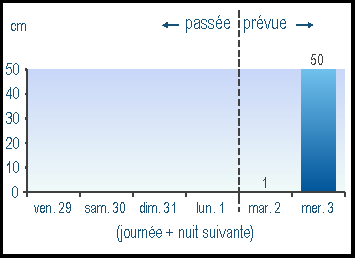 passée prévue
cm
50
50
40
30
20
10
1
0
ven. 29 sam. 30 dim. 31 lun. 1 mar. 2 mer. 3
(journée + nuit suivante)